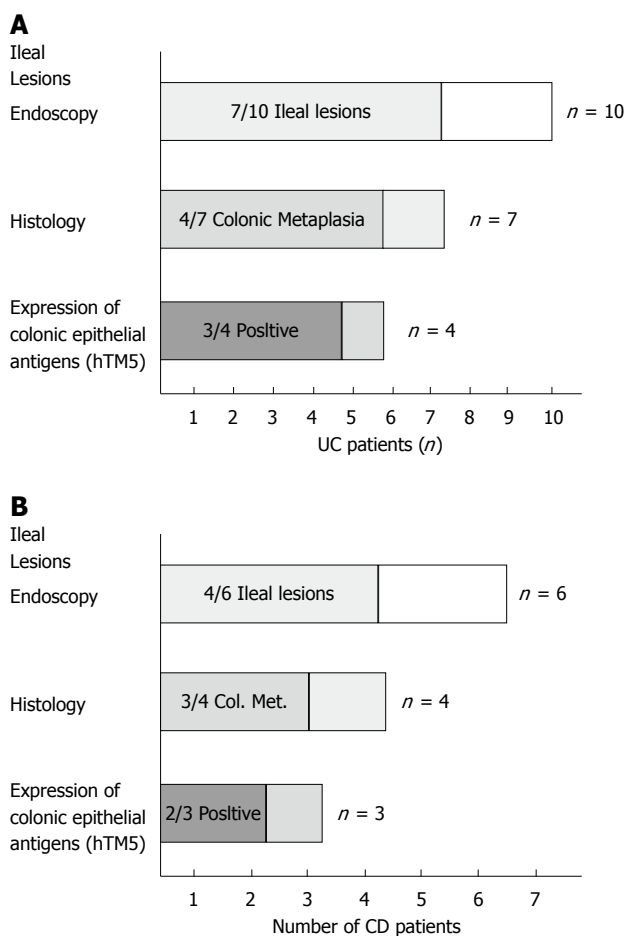 A
Ileal
Lesions
Endoscopy
7/10 Ileal lesions
n = 10
Histology
4/7 Colonic Metaplasia
n = 7
Expression of
colonic epithelial
antigens (hTM5)
3/4 Posltive
n = 4
1 2 3 4 5 6 7 8 9 10
UC patients (n)
B
Ileal
Lesions
Endoscopy
4/6 Ileal lesions
n = 6
Histology
3/4 Col. Met.
n = 4
Expression of
colonic epithelial
antigens (hTM5)
2/3 Posltive
n = 3
1 2 3 4 5 6 7
Number of CD patients